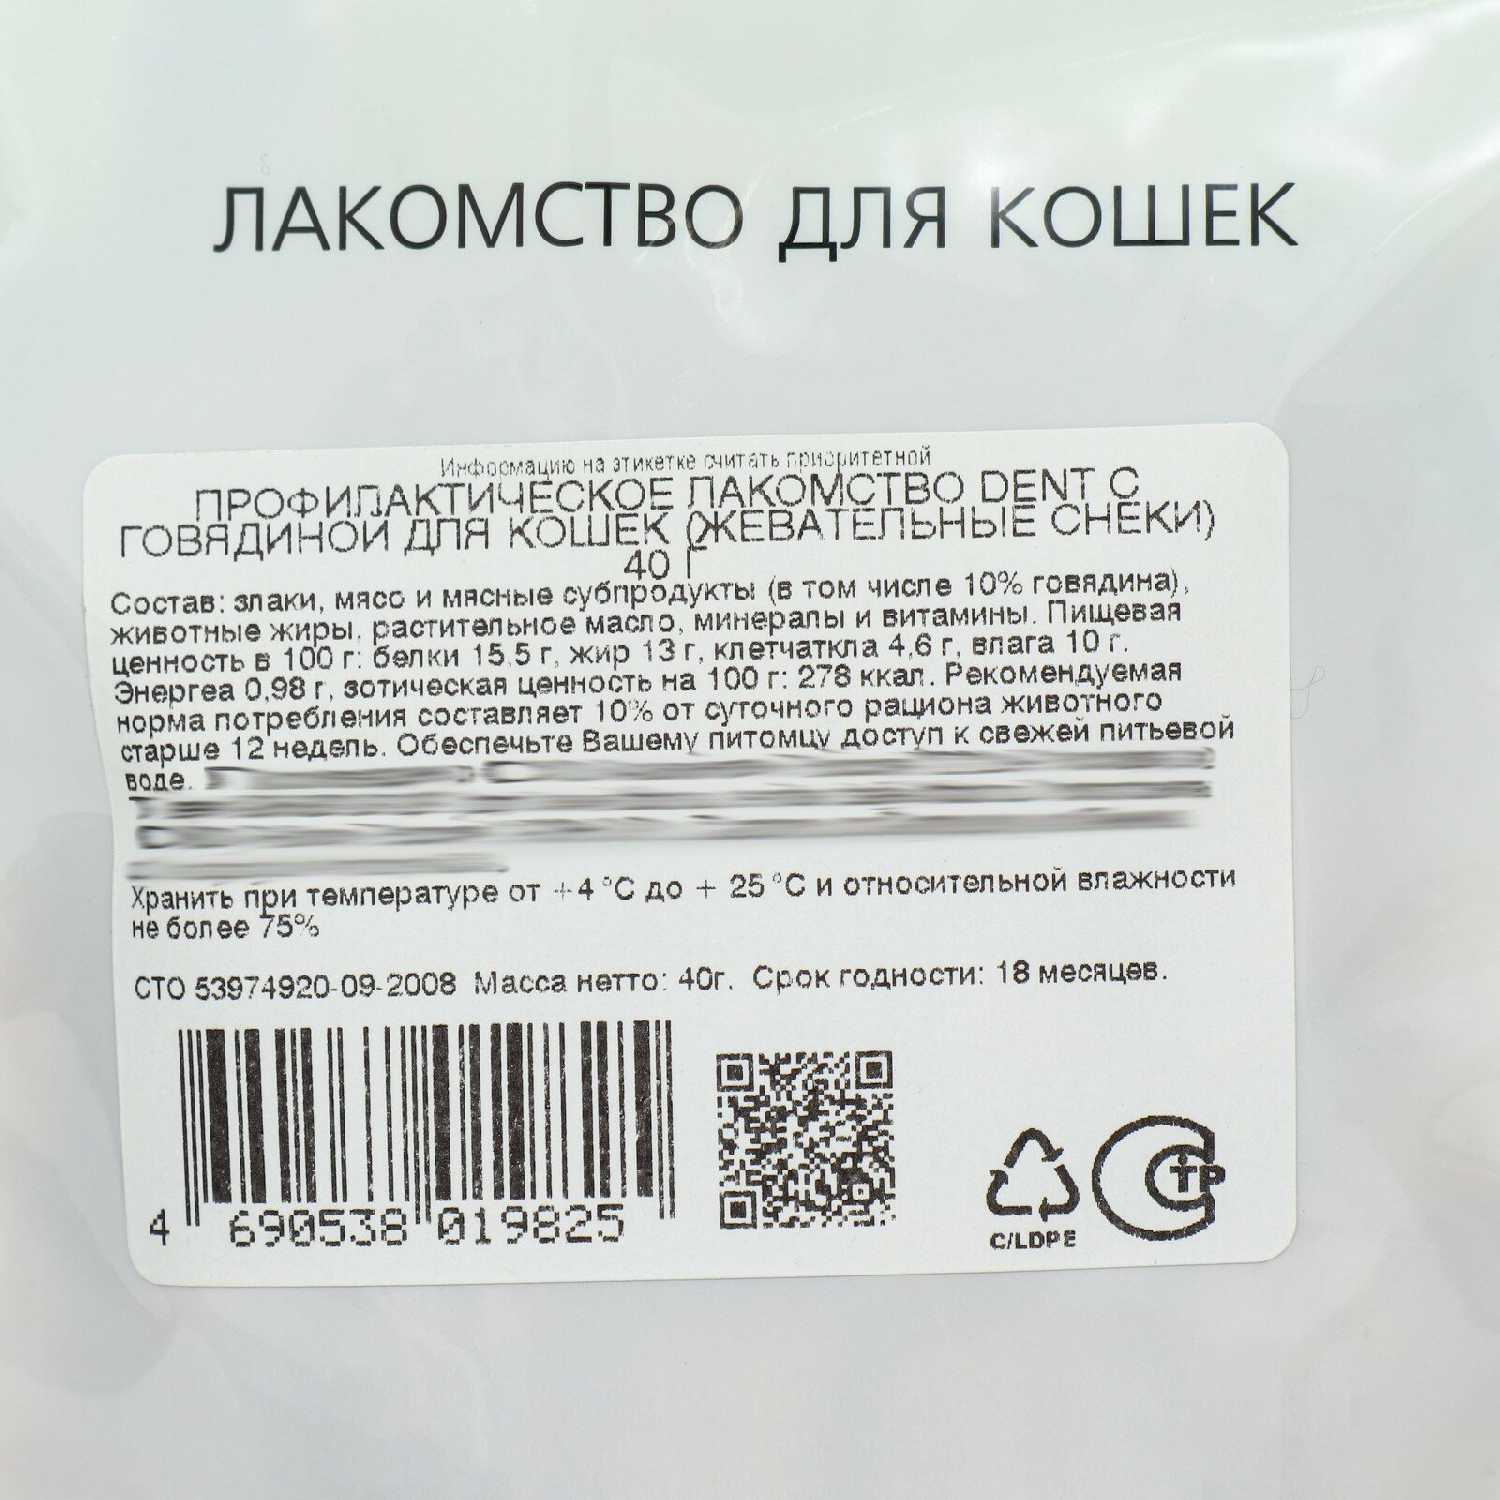 ЛАКОМСТВО ДЛЯ КОШЕК
Информацию на этикетке считать приоритетной
ПРОФИЛАКТИЧЕСКОЕ ЛАКОМСТВО DENT С
ГОВЯДИНОЙ ДЛЯ КОШЕК (ЖЕВАТЕЛЬНЫЕ СНЕКИ)
40 Г
Состав: злаки, мясо и мясные субпродукты (в том числе 10% говядина),
животные жиры, растительное масло, минералы и витамины. Пищевая
ценность в 100 г: белки 15,5 г, жир 13 г, клетчаткла 4,6 г, влага 10 г.
Энергеа 0,98 г, зотическая ценность на 100 г: 278 ккал. Рекомендуемая
норма потребления составляет 10% от суточного рациона животного
старше 12 недель. Обеспечьте Вашему питомцу доступ к свежей питьевой
воде.
Хранить при температуре от +4 °С до + 25 °С и относительной влажности
не более 75%
СТО 53974920-09-2008 Масса нетто: 40г. Срок годности: 18 месяцев.
4 690538 019825
C/LDPE
СТР